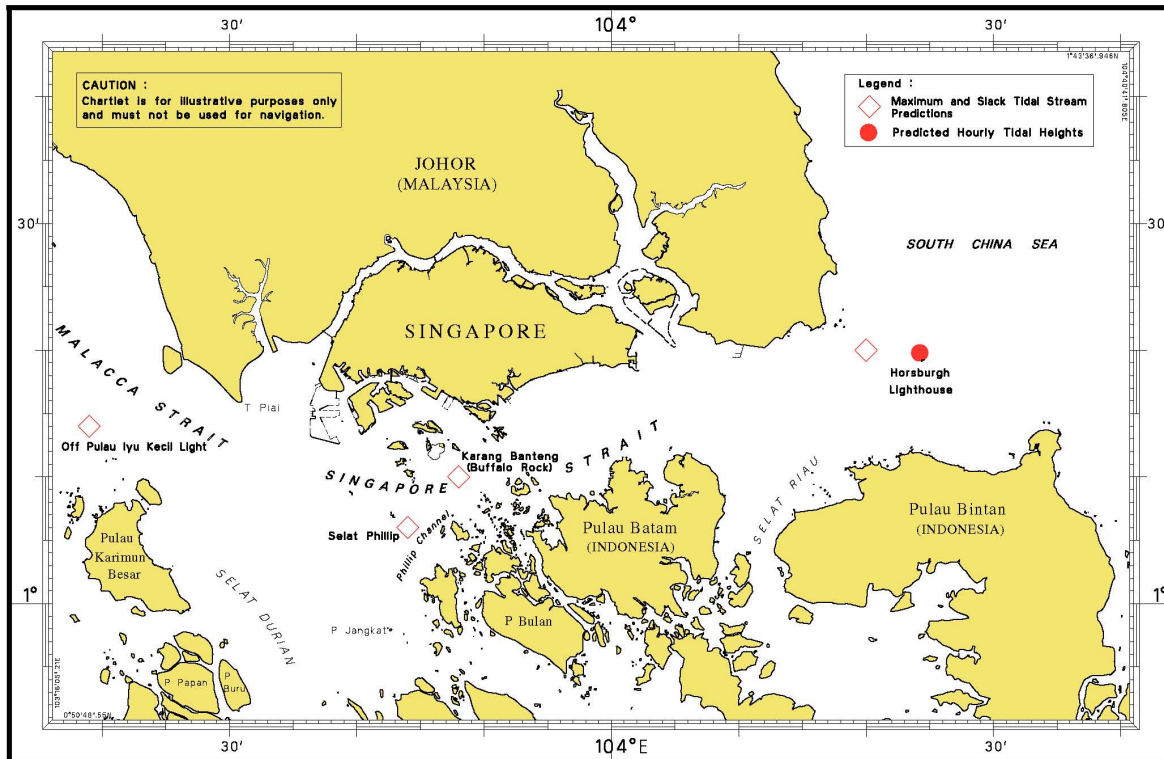 30'
104°
30'
1°43'36".946N
104°40'41".805E
CAUTION :
Chartlet is for illustrative purposes only
and must not be used for navigation.
Legend :
Maximum and Slack Tidal Stream
Predictions
Predicted Hourly Tidal Heights
JOHOR
(MALAYSIA)
30'
30'
SOUTH CHINA SEA
SINGAPORE
MALACCA STRAIT
Horsburgh
Lighthouse
T Piai
Off Pulau Iyu Kecil Light
Karang Banteng
(Buffalo Rock)
SINGAPORE STRAIT
SELAT RIAU
Pulau Bintan
(INDONESIA)
Selat Phillip
Phillip Channel
Pulau Batam
(INDONESIA)
Pulau
Karimun
Besar
SELAT DURIAN
1°
1°
P Bulan
P Jangkat
P Papan
P
Buru
103°16'05".21E
0°50'48".55N
30'
104°E
30'